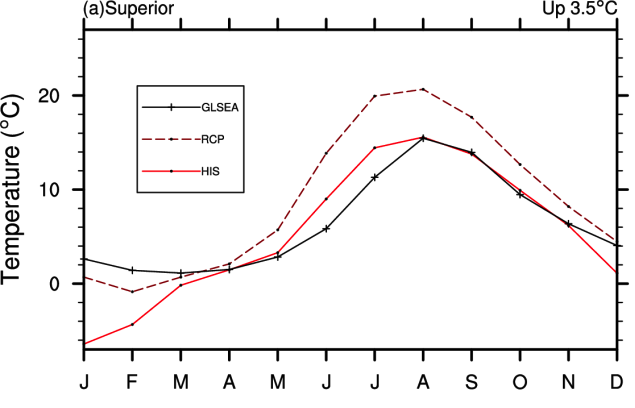 (a)Superior Up 3.5°C
Temperature (°C)
20
10
0
GLSEA
RCP
HIS
J F M A M J J A S O N D